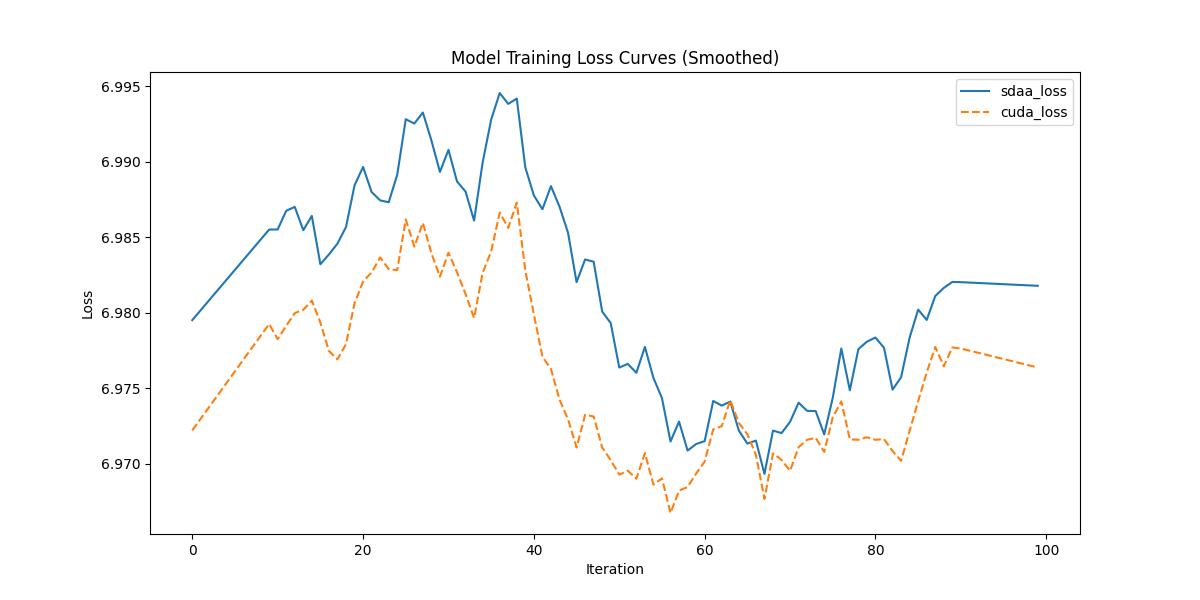 Model Training Loss Curves (Smoothed)
sdaa_loss
cuda_loss
Loss
6.995
6.990
6.985
6.980
6.975
6.970
0 20 40 60 80 100
Iteration